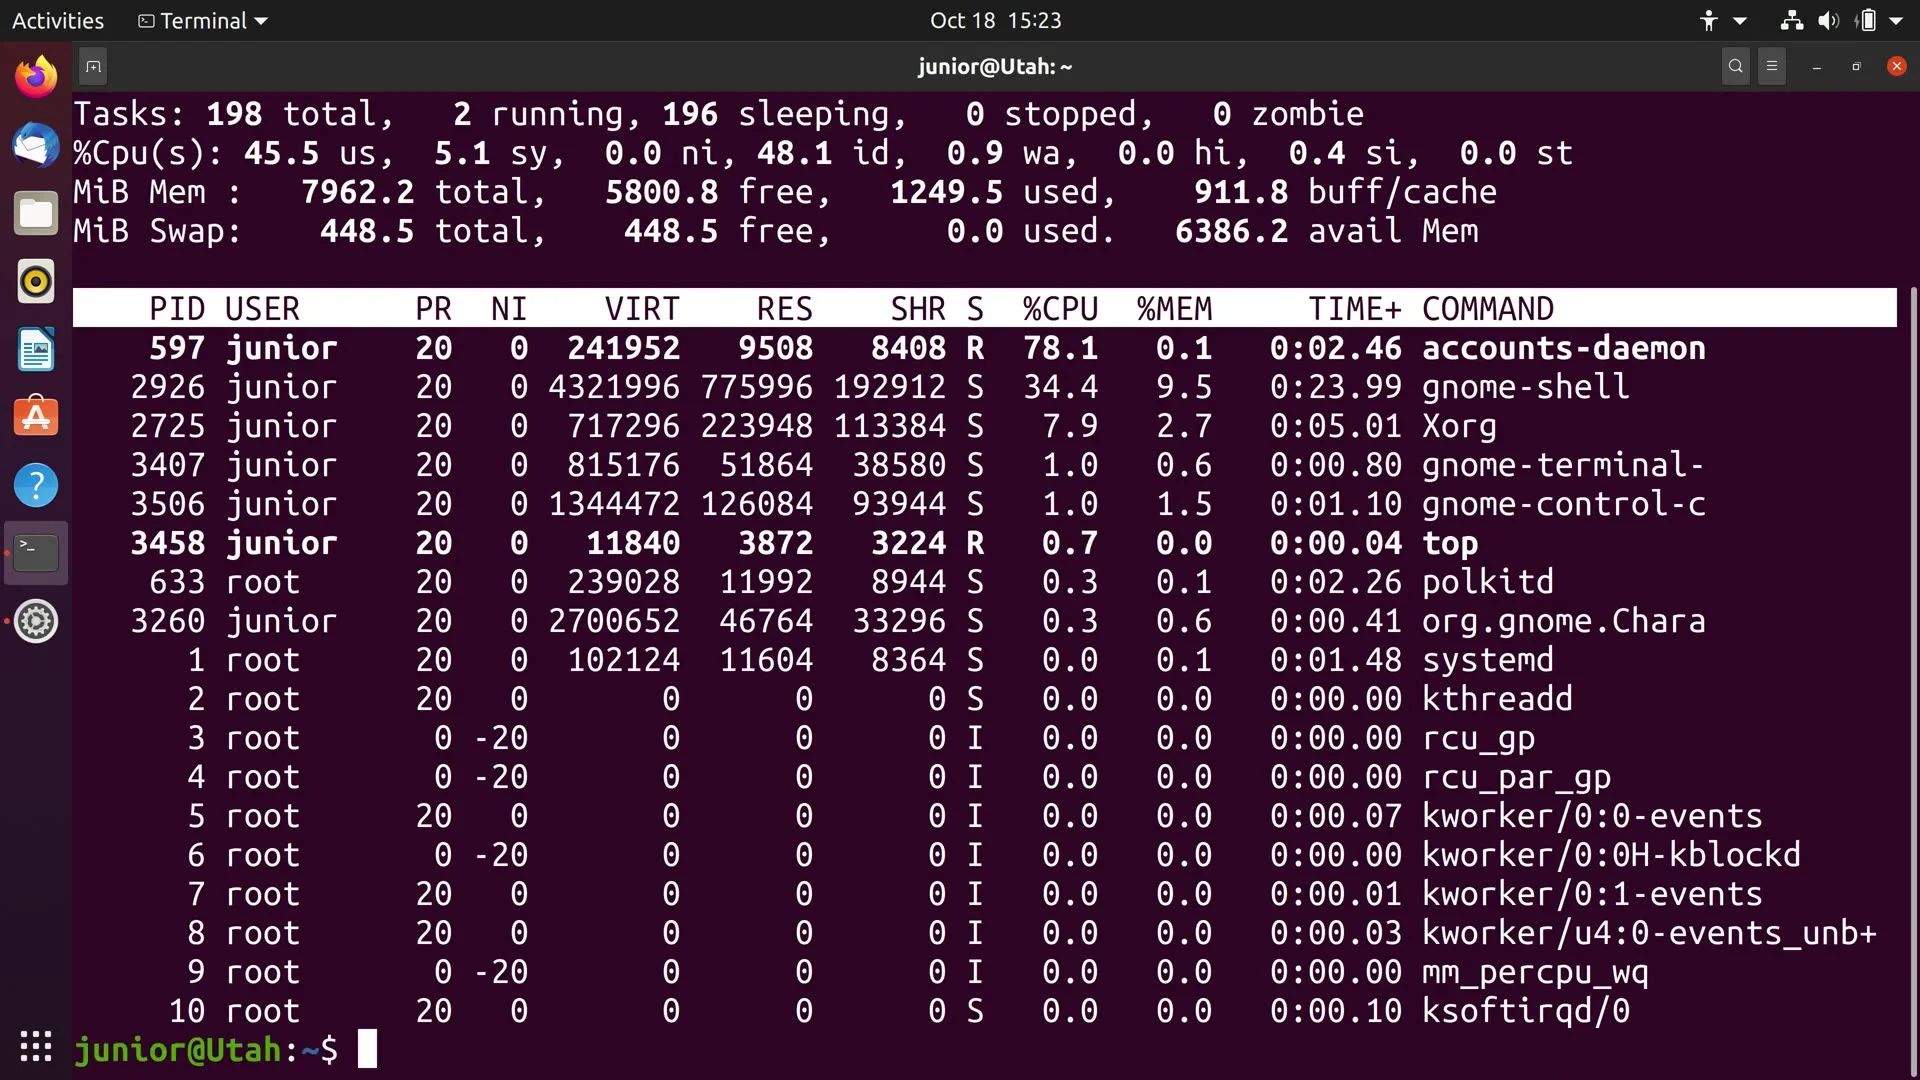 Activities Terminal Oct 18 15:23
junior@Utah: ~
Tasks: 198 total,   2 running, 196 sleeping,   0 stopped,   0 zombie
%Cpu(s): 45.5 us,  5.1 sy,  0.0 ni, 48.1 id,  0.9 wa,  0.0 hi,  0.4 si,  0.0 st
MiB Mem :   7962.2 total,   5800.8 free,   1249.5 used,    911.8 buff/cache
MiB Swap:    448.5 total,    448.5 free,      0.0 used.   6386.2 avail Mem
PID USER      PR  NI    VIRT    RES    SHR S  %CPU  %MEM     TIME+ COMMAND
597 junior    20   0  241952   9508   8408 R  78.1   0.1   0:02.46 accounts-daemon
2926 junior    20   0 4321996 775996 192912 S  34.4   9.5   0:23.99 gnome-shell
2725 junior    20   0  717296 223948 113384 S   7.9   2.7   0:05.01 Xorg
3407 junior    20   0  815176  51864  38580 S   1.0   0.6   0:00.80 gnome-terminal-
3506 junior    20   0 1344472 126084  93944 S   1.0   1.5   0:01.10 gnome-control-c
3458 junior    20   0   11840   3872   3224 R   0.7   0.0   0:00.04 top
633 root      20   0  239028  11992   8944 S   0.3   0.1   0:02.26 polkitd
3260 junior    20   0 2700652  46764  33296 S   0.3   0.6   0:00.41 org.gnome.Chara
1 root      20   0  102124  11604   8364 S   0.0   0.1   0:01.48 systemd
2 root      20   0       0      0      0 S   0.0   0.0   0:00.00 kthreadd
3 root       0 -20       0      0      0 I   0.0   0.0   0:00.00 rcu_gp
4 root       0 -20       0      0      0 I   0.0   0.0   0:00.00 rcu_par_gp
5 root      20   0       0      0      0 I   0.0   0.0   0:00.07 kworker/0:0-events
6 root       0 -20       0      0      0 I   0.0   0.0   0:00.00 kworker/0:0H-kblockd
7 root      20   0       0      0      0 I   0.0   0.0   0:00.01 kworker/0:1-events
8 root      20   0       0      0      0 I   0.0   0.0   0:00.03 kworker/u4:0-events_unb+
9 root       0 -20       0      0      0 I   0.0   0.0   0:00.00 mm_percpu_wq
10 root      20   0       0      0      0 S   0.0   0.0   0:00.10 ksoftirqd/0
junior@Utah:~$